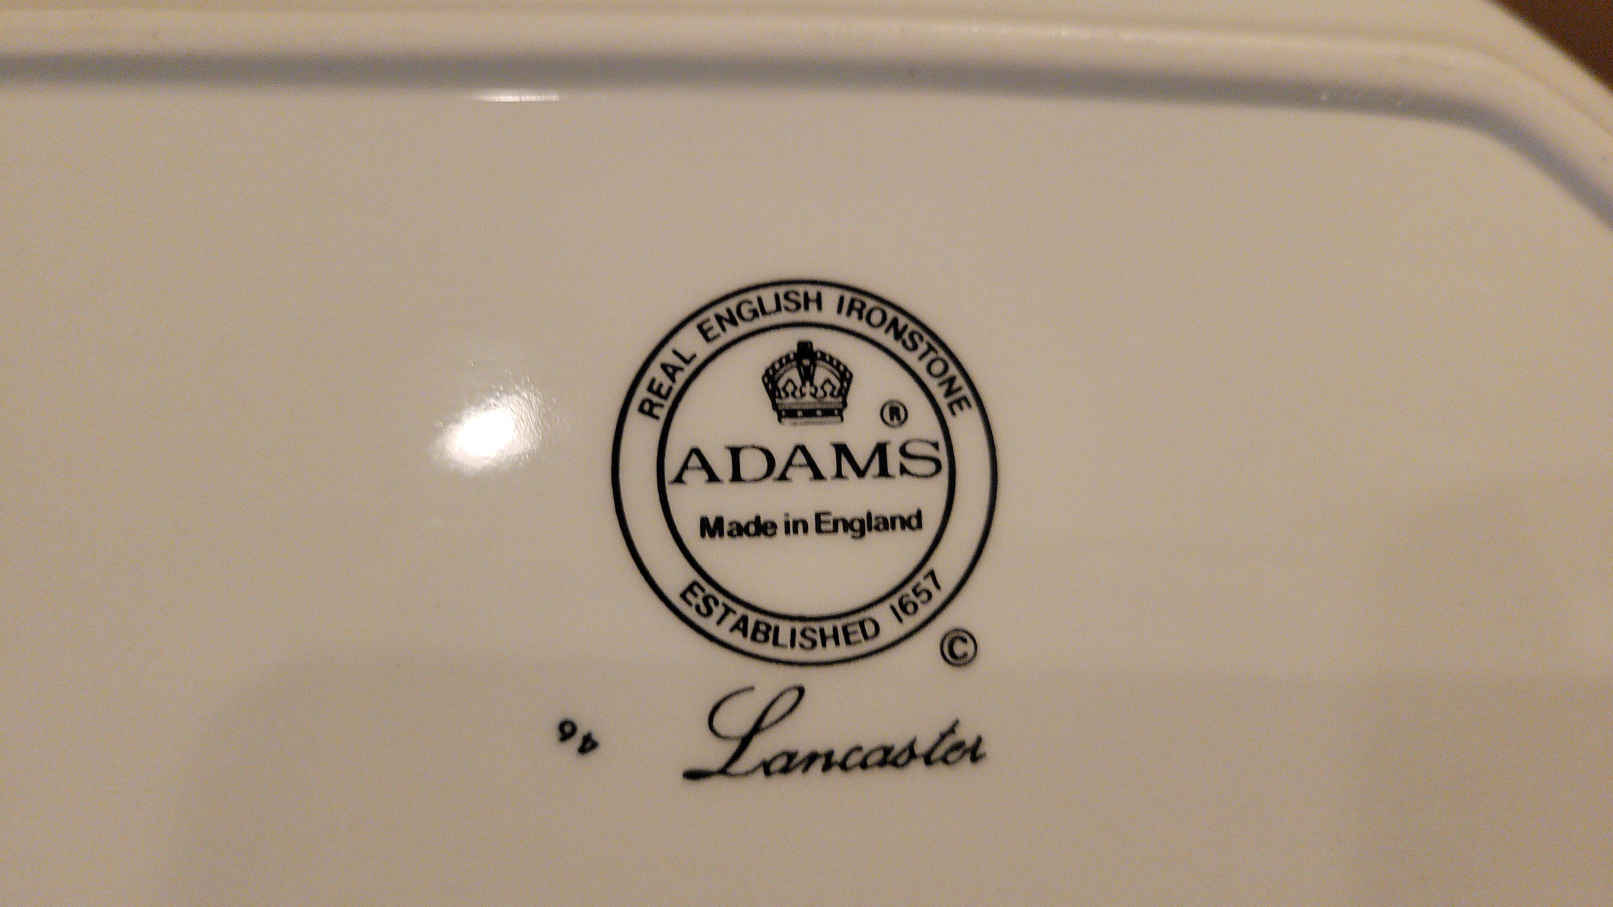 REAL ENGLISH IRONSTONE
®
ADAMS
Made in England
ESTABLISHED 1657
©
Lancaster
46